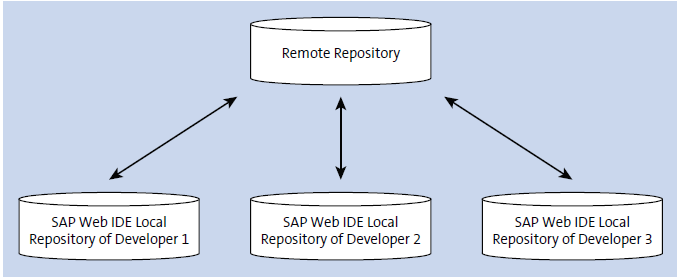 Remote Repository
SAP Web IDE Local
Repository of Developer 1
SAP Web IDE Local
Repository of Developer 2
SAP Web IDE Local
Repository of Developer 3